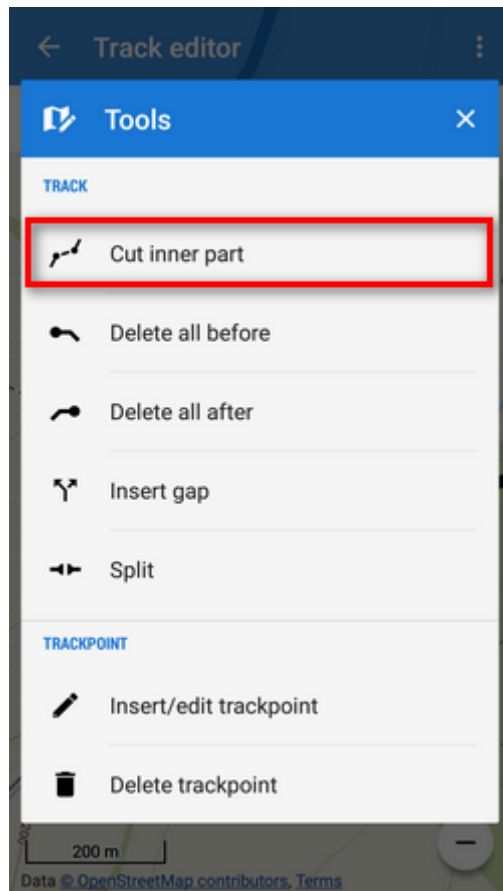 Track editor
Tools
TRACK
Cut inner part
Delete all before
Delete all after
Insert gap
Split
TRACKPOINT
Insert/edit trackpoint
Delete trackpoint
200
200 m
Data © OpenStreetMap contributors, Terms